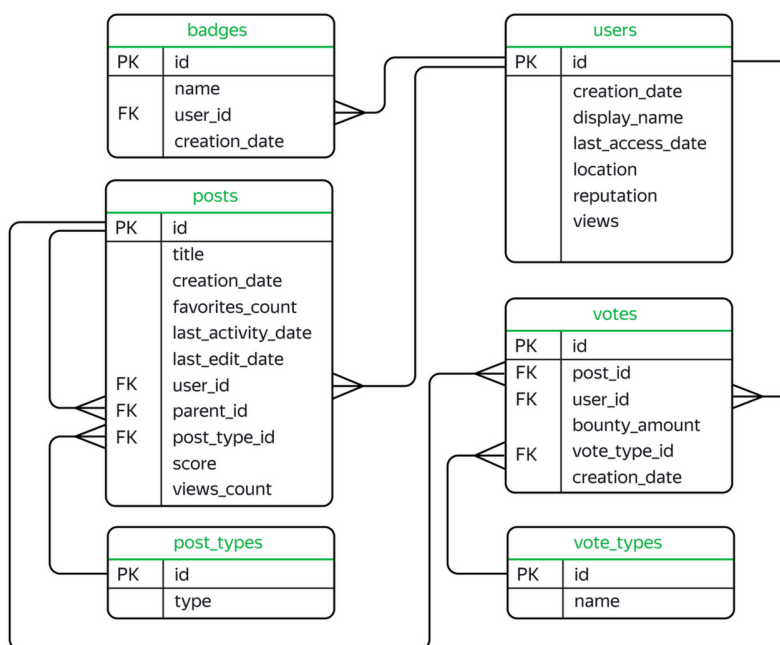 badges
PK id
name
FK user_id
creation_date
users
PK id
creation_date
display_name
last_access_date
location
reputation
views
posts
PK id
title
creation_date
favorites_count
last_activity_date
last_edit_date
FK user_id
FK parent_id
FK post_type_id
score
views_count
votes
PK id
FK post_id
FK user_id
bounty_amount
FK vote_type_id
creation_date
post_types
PK id
type
vote_types
PK id
name